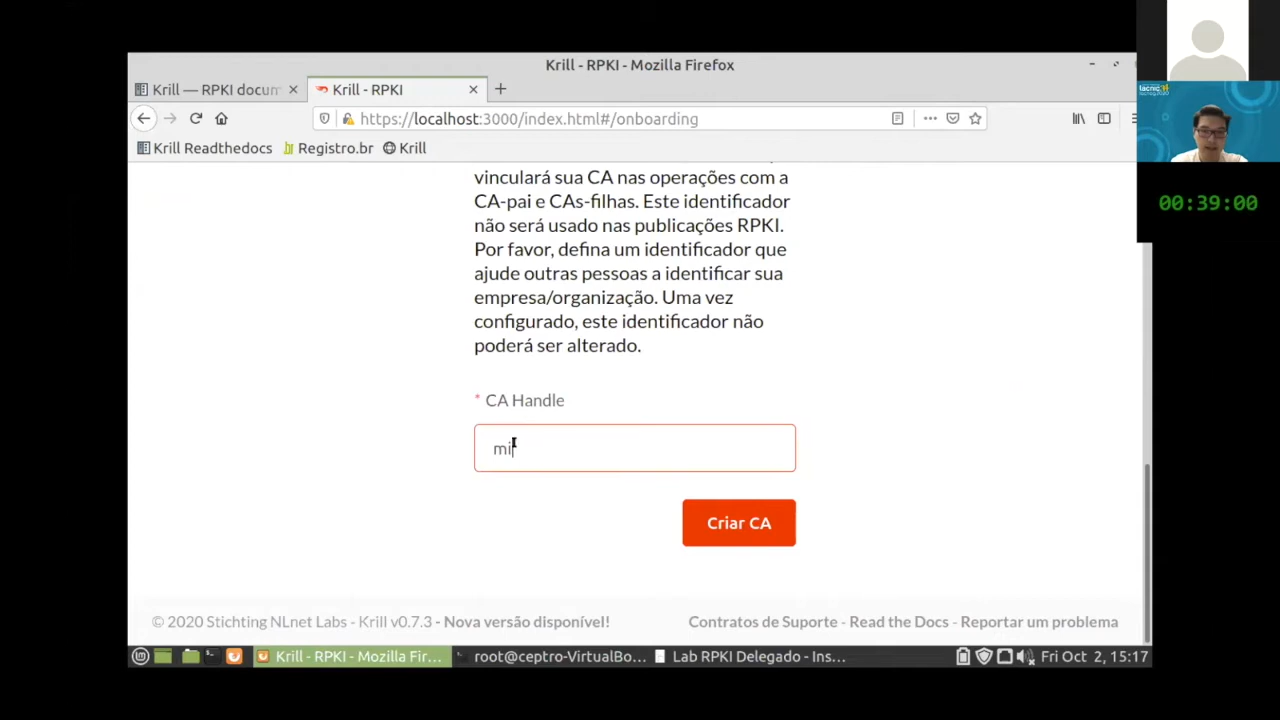 Krill - RPKI - Mozilla Firefox
Krill — RPKI docum
Krill - RPKI
https://localhost:3000/index.html#/onboarding
Krill Readthedocs
Registro.br
Krill
vinculará sua CA nas operações com a
CA-pai e CAs-filhas. Este identificador
não será usado nas publicações RPKI.
Por favor, defina um identificador que
ajude outras pessoas a identificar sua
empresa/organização. Uma vez
configurado, este identificador não
poderá ser alterado.
* CA Handle
mi
Criar CA
© 2020 Stichting NLnet Labs - Krill v0.7.3 - Nova versão disponível!
Contratos de Suporte - Read the Docs - Reportar um problema
Krill - RPKI - Mozilla Fir...
root@ceptro-VirtualBo...
Lab RPKI Delegado - Ins...
Fri Oct 2, 15:17
00:39:00